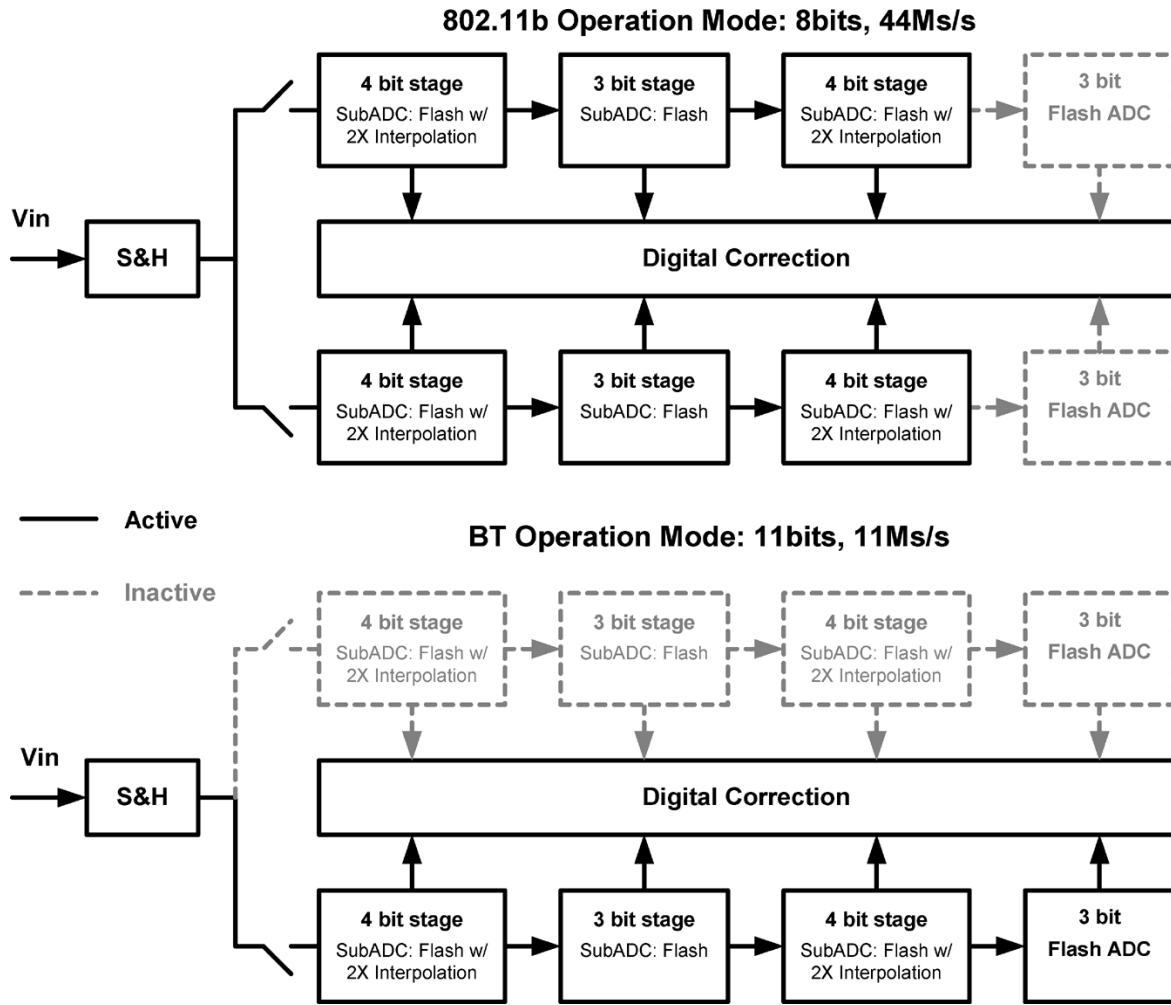 802.11b Operation Mode: 8bits, 44Ms/s
4 bit stage
SubADC: Flash w/
2X Interpolation
3 bit stage
SubADC: Flash
4 bit stage
SubADC: Flash w/
2X Interpolation
3 bit
Flash ADC
Vin
S&H
Digital Correction
4 bit stage
SubADC: Flash w/
2X Interpolation
3 bit stage
SubADC: Flash
4 bit stage
SubADC: Flash w/
2X Interpolation
3 bit
Flash ADC
Active
Inactive
BT Operation Mode: 11bits, 11Ms/s
4 bit stage
SubADC: Flash w/
2X Interpolation
3 bit stage
SubADC: Flash
4 bit stage
SubADC: Flash w/
2X Interpolation
3 bit
Flash ADC
Vin
S&H
Digital Correction
4 bit stage
SubADC: Flash w/
2X Interpolation
3 bit stage
SubADC: Flash
4 bit stage
SubADC: Flash w/
2X Interpolation
3 bit
Flash ADC